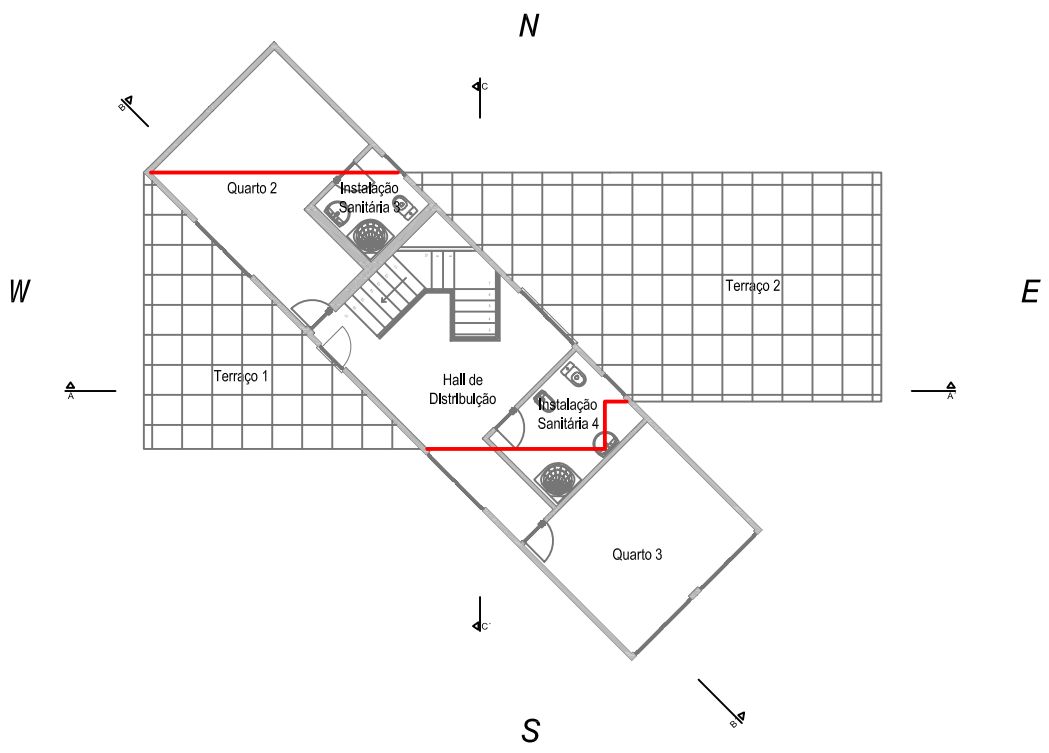 N
C
B
Quarto 2
Instalação
Sanitária 3
W
Terraço 2
E
Terraço 1
A
Hall de
Distribuição
A'
Instalação
Sanitária 4
Quarto 3
C'
B'
S